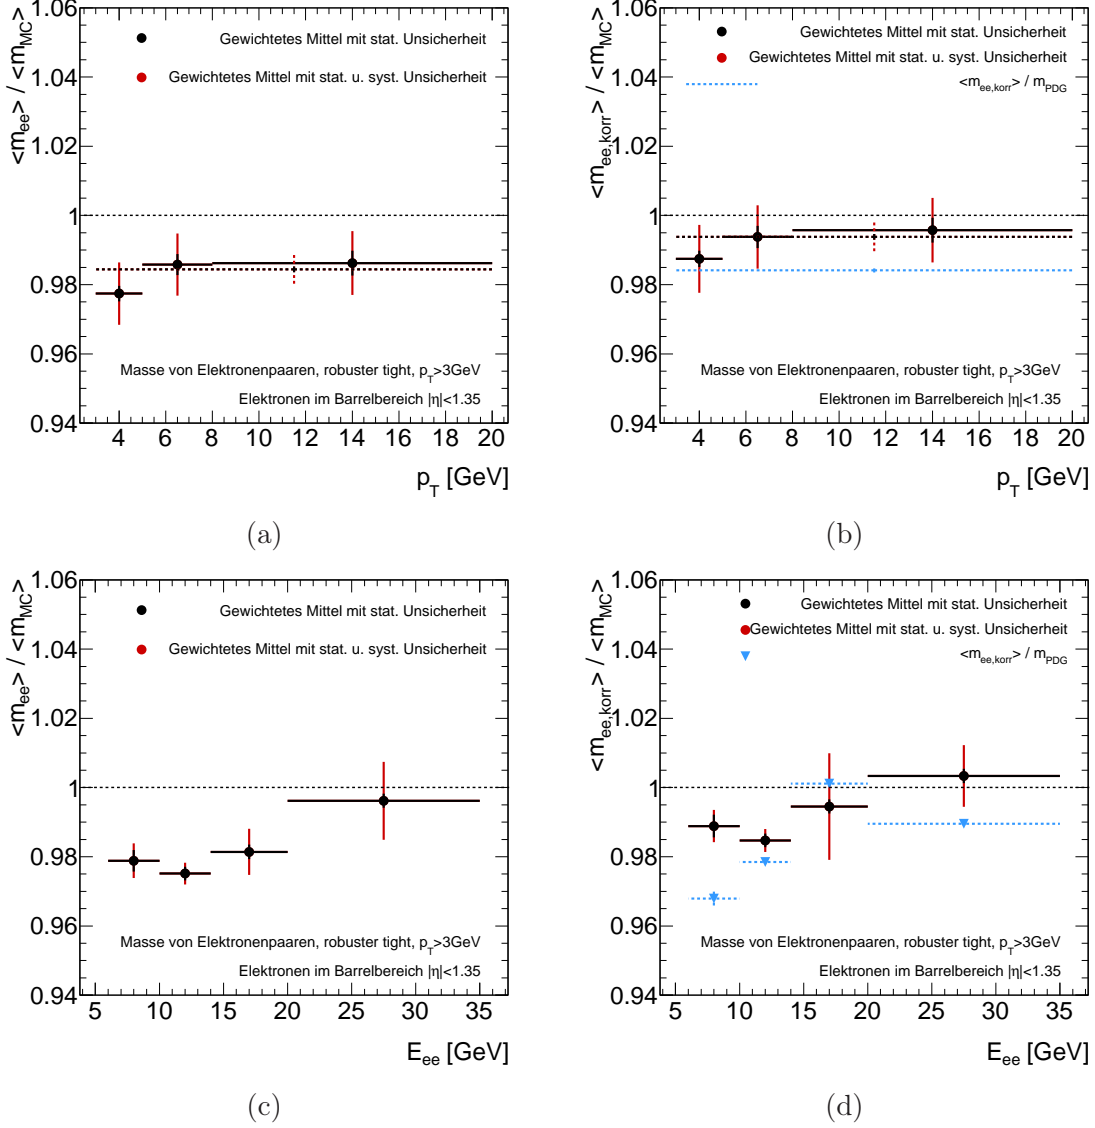 1.06
1.04
1.02
1
0.98
0.96
0.94
<m_ee> / <m_MC>
Gewichtetes Mittel mit stat. Unsicherheit
Gewichtetes Mittel mit stat. u. syst. Unsicherheit
Masse von Elektronenpaaren, robuster tight, p_T>3GeV
Elektronen im Barrelbereich |η|<1.35
4 6 8 10 12 14 16 18 20
p_T [GeV]
(a)
1.06
1.04
1.02
1
0.98
0.96
0.94
<m_ee,korr> / <m_MC>
Gewichtetes Mittel mit stat. Unsicherheit
Gewichtetes Mittel mit stat. u. syst. Unsicherheit
<m_ee,korr> / m_PDG
Masse von Elektronenpaaren, robuster tight, p_T>3GeV
Elektronen im Barrelbereich |η|<1.35
4 6 8 10 12 14 16 18 20
p_T [GeV]
(b)
1.06
1.04
1.02
1
0.98
0.96
0.94
<m_ee> / <m_MC>
Gewichtetes Mittel mit stat. Unsicherheit
Gewichtetes Mittel mit stat. u. syst. Unsicherheit
Masse von Elektronenpaaren, robuster tight, p_T>3GeV
Elektronen im Barrelbereich |η|<1.35
5 10 15 20 25 30 35
E_ee [GeV]
(c)
1.06
1.04
1.02
1
0.98
0.96
0.94
<m_ee,korr> / <m_MC>
Gewichtetes Mittel mit stat. Unsicherheit
Gewichtetes Mittel mit stat. u. syst. Unsicherheit
<m_ee,korr> / m_PDG
Masse von Elektronenpaaren, robuster tight, p_T>3GeV
Elektronen im Barrelbereich |η|<1.35
5 10 15 20 25 30 35
E_ee [GeV]
(d)